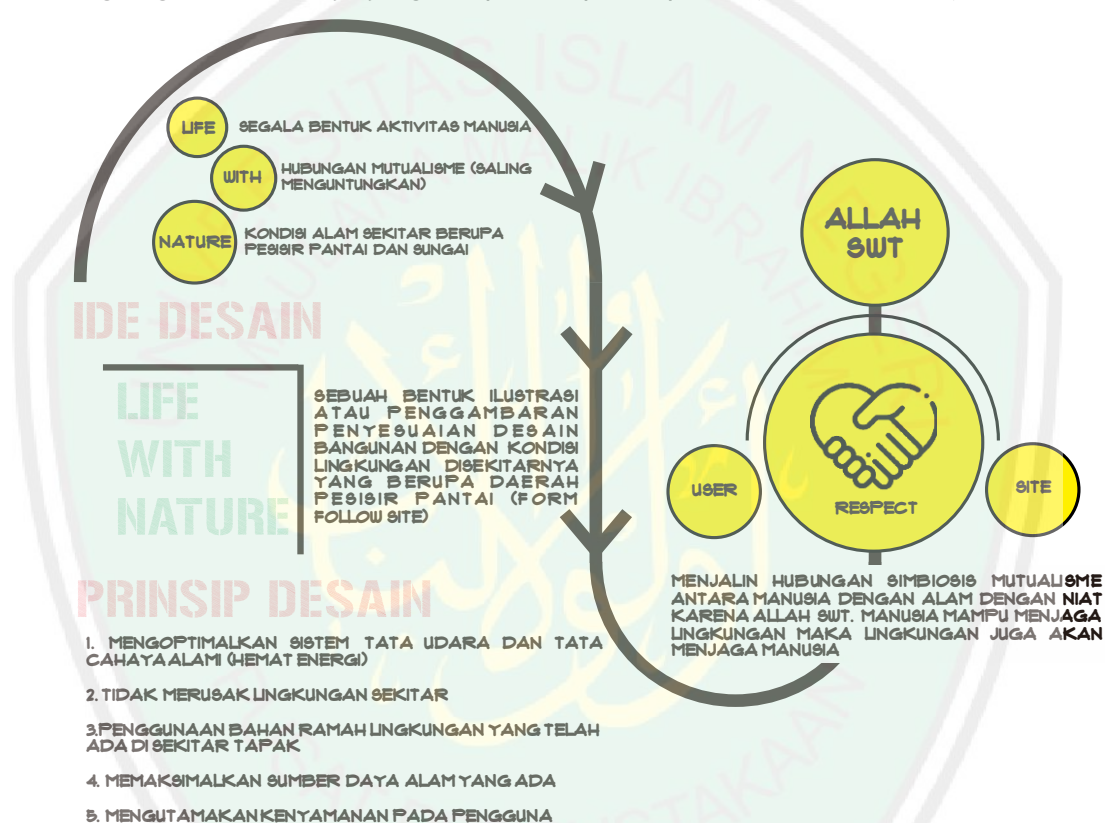 LIFE
SEGALA BENTUK AKTIVITAS MANUSIA
WITH
HUBUNGAN MUTUALISME (SALING
MENGUNTUNGKAN)
NATURE
KONDISI ALAM SEKITAR BERUPA
PESISIR PANTAI DAN SUNGAI
IDE DESAIN
LIFE
WITH
NATURE
SEBUAH BENTUK ILUSTRASI
ATAU PENGGAMBARAN
PENYESUAIAN DESAIN
BANGUNAN DENGAN KONDISI
LINGKUNGAN DISEKITARNYA
YANG BERUPA DAERAH
PESISIR PANTAI (FORM
FOLLOW SITE)
PRINSIP DESAIN
1. MENGOPTIMALKAN SISTEM TATA UDARA DAN TATA
CAHAYA ALAMI (HEMAT ENERGI)
2. TIDAK MERUSAK LINGKUNGAN SEKITAR
3.PENGGUNAAN BAHAN RAMAH LINGKUNGAN YANG TELAH
ADA DI SEKITAR TAPAK
4. MEMAKSIMALKAN SUMBER DAYA ALAM YANG ADA
5. MENGUTAMAKAN KENYAMANAN PADA PENGGUNA
ALLAH
SWT
RESPECT
USER
SITE
MENJALIN HUBUNGAN SIMBIOSIS MUTUALISME
ANTARA MANUSIA DENGAN ALAM DENGAN NIAT
KARENA ALLAH SWT. MANUSIA MAMPU MENJAGA
LINGKUNGAN MAKA LINGKUNGAN JUGA AKAN
MENJAGA MANUSIA